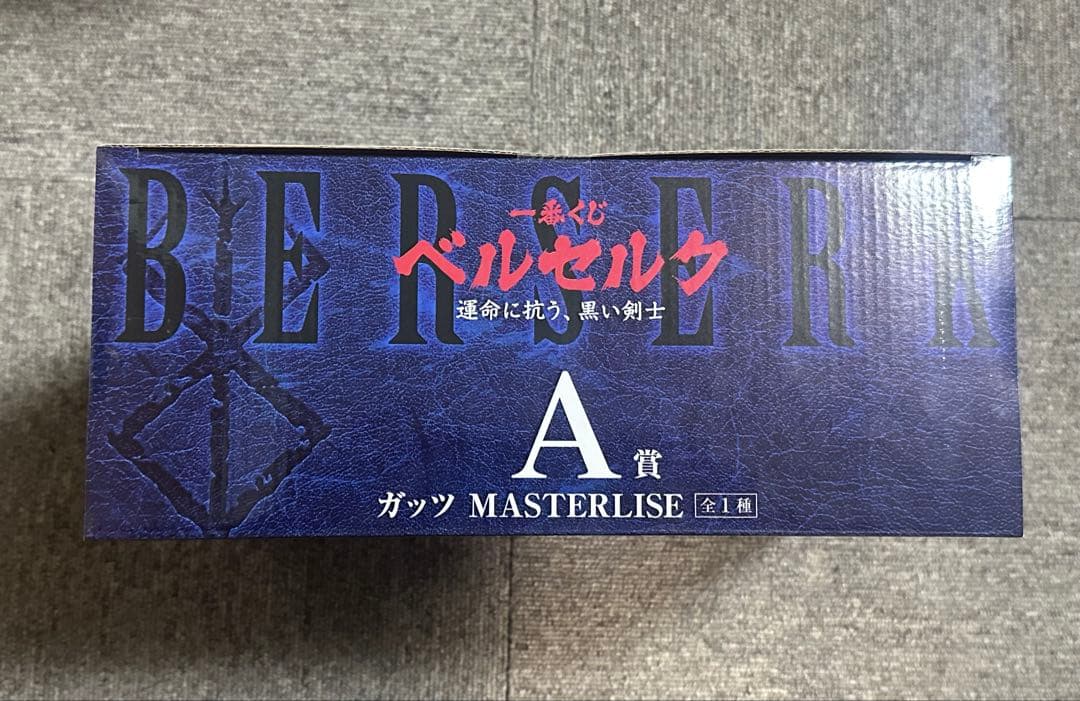 BERSERK
一番くじ
ベルセルク
運命に抗う、黒い剣士
A賞
ガッツ MASTERLISE 全1種